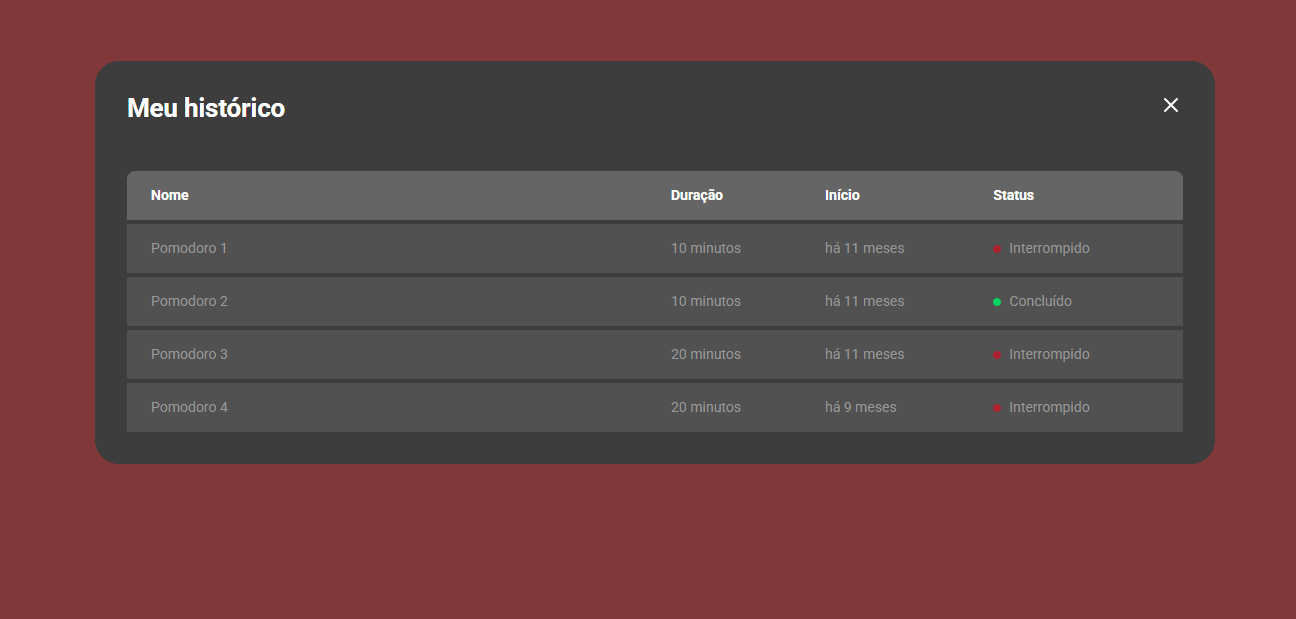 Meu histórico
Nome Duração Início Status
Pomodoro 1 10 minutos há 11 meses Interrompido
Pomodoro 2 10 minutos há 11 meses Concluído
Pomodoro 3 20 minutos há 11 meses Interrompido
Pomodoro 4 20 minutos há 9 meses Interrompido